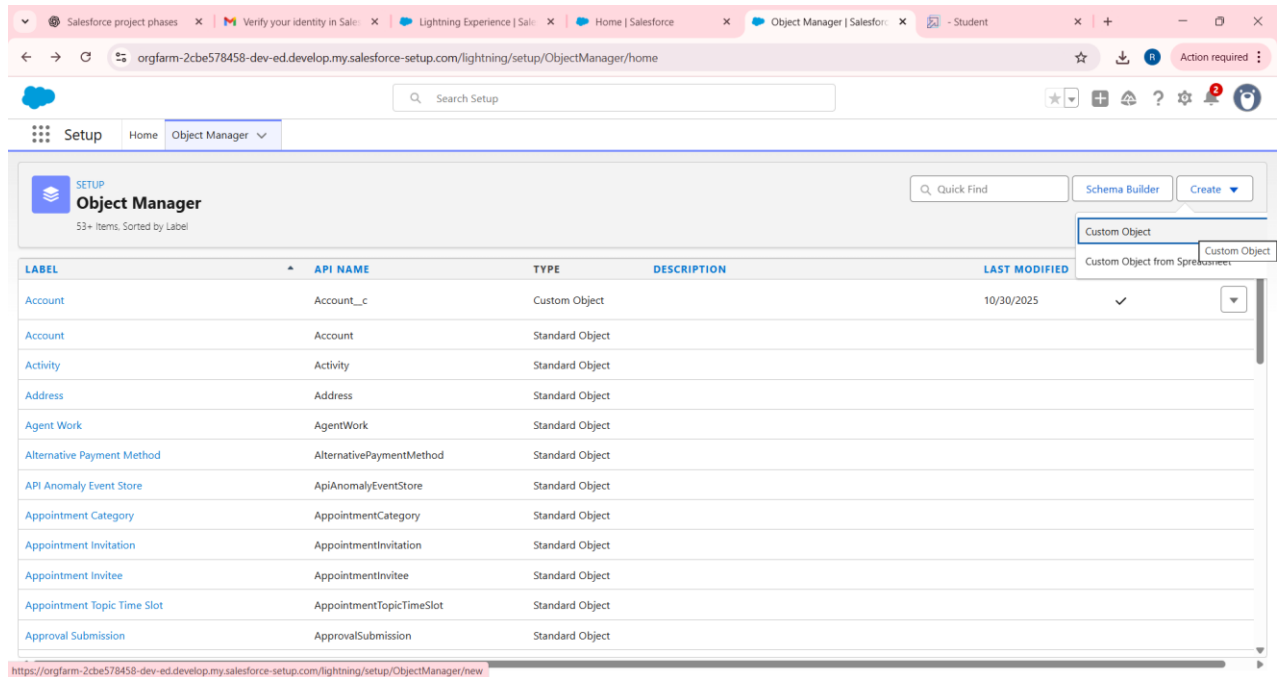 Salesforce project phases
Verify your identity in Sales
Lightning Experience | Sale
Home | Salesforce
Object Manager | Salesforc
- Student
orgfarm-2cbe578458-dev-ed.develop.my.salesforce-setup.com/lightning/setup/ObjectManager/home
R
Action required
Search Setup
2
Setup
Home
Object Manager
SETUP
Object Manager
53+ Items, Sorted by Label
Quick Find
Schema Builder
Create
Custom Object
Custom Object
Custom Object from Spreadsheet
LABEL API NAME TYPE DESCRIPTION LAST MODIFIED
Account Account__c Custom Object 10/30/2025
Account Account Standard Object
Activity Activity Standard Object
Address Address Standard Object
Agent Work AgentWork Standard Object
Alternative Payment Method AlternativePaymentMethod Standard Object
API Anomaly Event Store ApiAnomalyEventStore Standard Object
Appointment Category AppointmentCategory Standard Object
Appointment Invitation AppointmentInvitation Standard Object
Appointment Invitee AppointmentInvitee Standard Object
Appointment Topic Time Slot AppointmentTopicTimeSlot Standard Object
Approval Submission ApprovalSubmission Standard Object
https://orgfarm-2cbe578458-dev-ed.develop.my.salesforce-setup.com/lightning/setup/ObjectManager/new